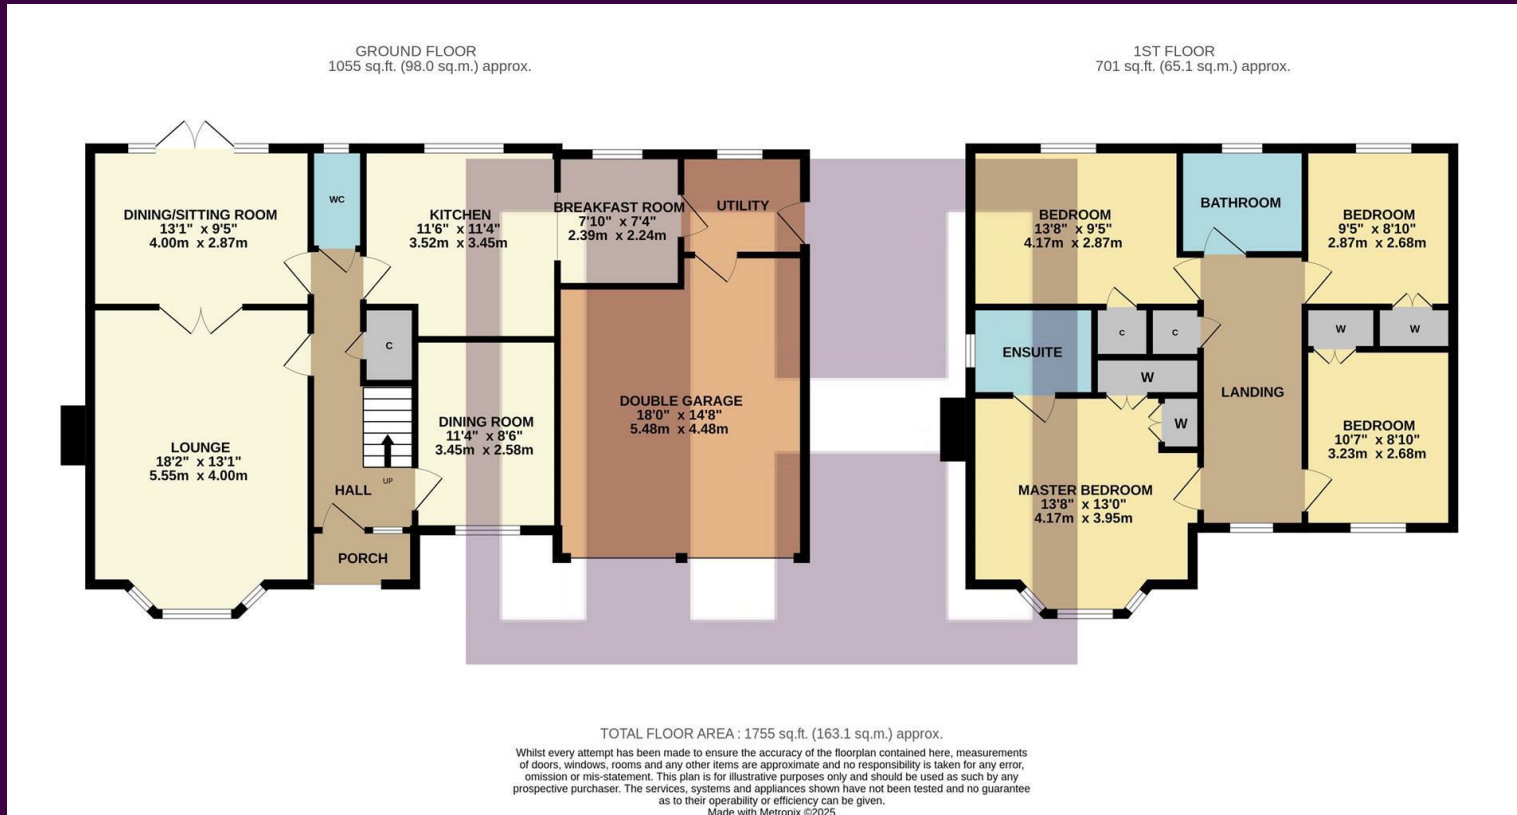 GROUND FLOOR
1055 sq.ft. (98.0 sq.m.) approx.
1ST FLOOR
701 sq.ft. (65.1 sq.m.) approx.
DINING/SITTING ROOM
13'1" x 9'5"
4.00m x 2.87m
WC
KITCHEN
11'6" x 11'4"
3.52m x 3.45m
BREAKFAST ROOM
7'10" x 7'4"
2.39m x 2.24m
UTILITY
C
LOUNGE
18'2" x 13'1"
5.55m x 4.00m
DINING ROOM
11'4" x 8'6"
3.45m x 2.58m
DOUBLE GARAGE
18'0" x 14'8"
5.48m x 4.48m
UP
HALL
PORCH
BEDROOM
13'8" x 9'5"
4.17m x 2.87m
BATHROOM
BEDROOM
9'5" x 8'10"
2.87m x 2.68m
ENSUITE
C
C
W
W
W
W
LANDING
BEDROOM
10'7" x 8'10"
3.23m x 2.68m
MASTER BEDROOM
13'8" x 13'0"
4.17m x 3.95m
TOTAL FLOOR AREA : 1755 sq.ft. (163.1 sq.m.) approx.
Whilst every attempt has been made to ensure the accuracy of the floorplan contained here, measurements
of doors, windows, rooms and any other items are approximate and no responsibility is taken for any error,
omission or mis-statement. This plan is for illustrative purposes only and should be used as such by any
prospective purchaser. The services, systems and appliances shown have not been tested and no guarantee
as to their operability or efficiency can be given.
Made with Metropix ©2025